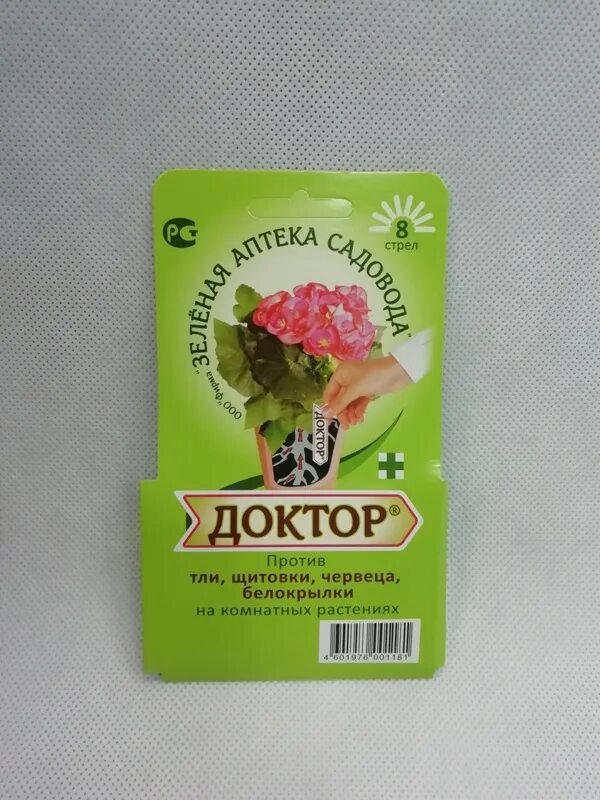 РСТ
8
стрел
ООО "Фирма
"ЗЕЛЁНАЯ АПТЕКА САДОВОДА"
ДОКТОР
ДОКТОР®
Против
тли, щитовки, червеца,
белокрылки
на комнатных растениях
4 601976 001181